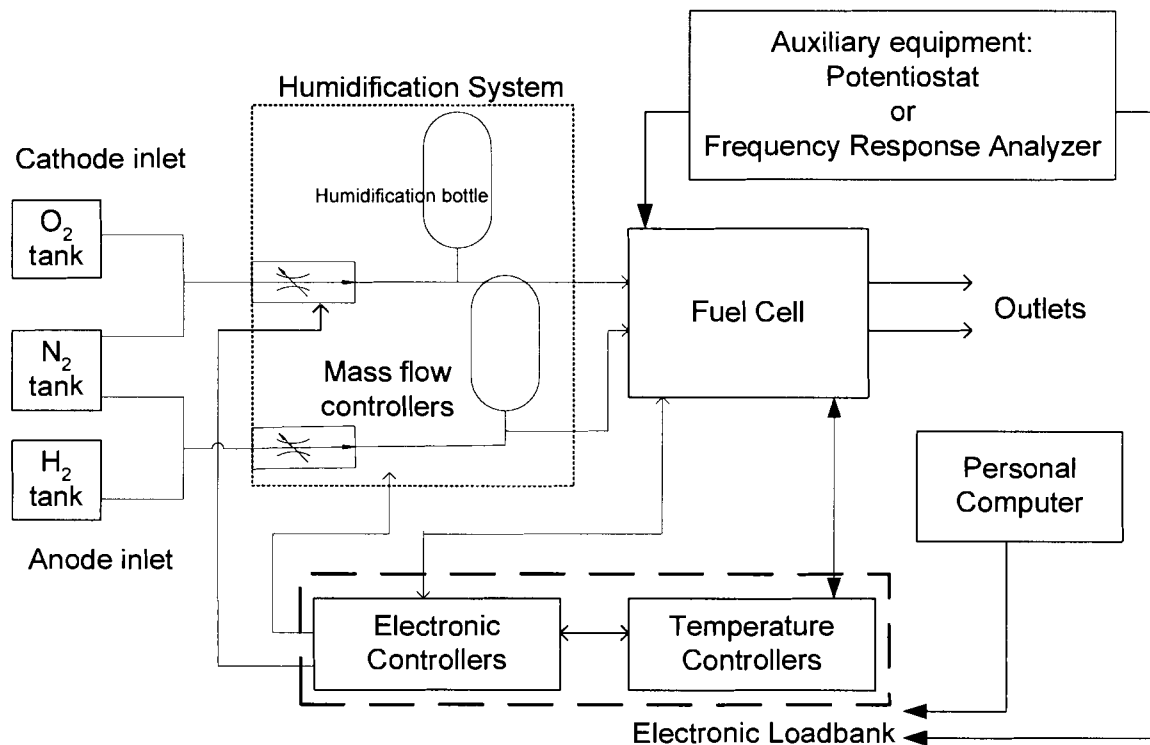 Auxiliary equipment:
Potentiostat
or
Frequency Response Analyzer
Humidification System
Cathode inlet
Humidification bottle
O2
tank
N2
tank
H2
tank
Anode inlet
Mass flow
controllers
Fuel Cell
Outlets
Personal
Computer
Electronic
Controllers
Temperature
Controllers
Electronic Loadbank